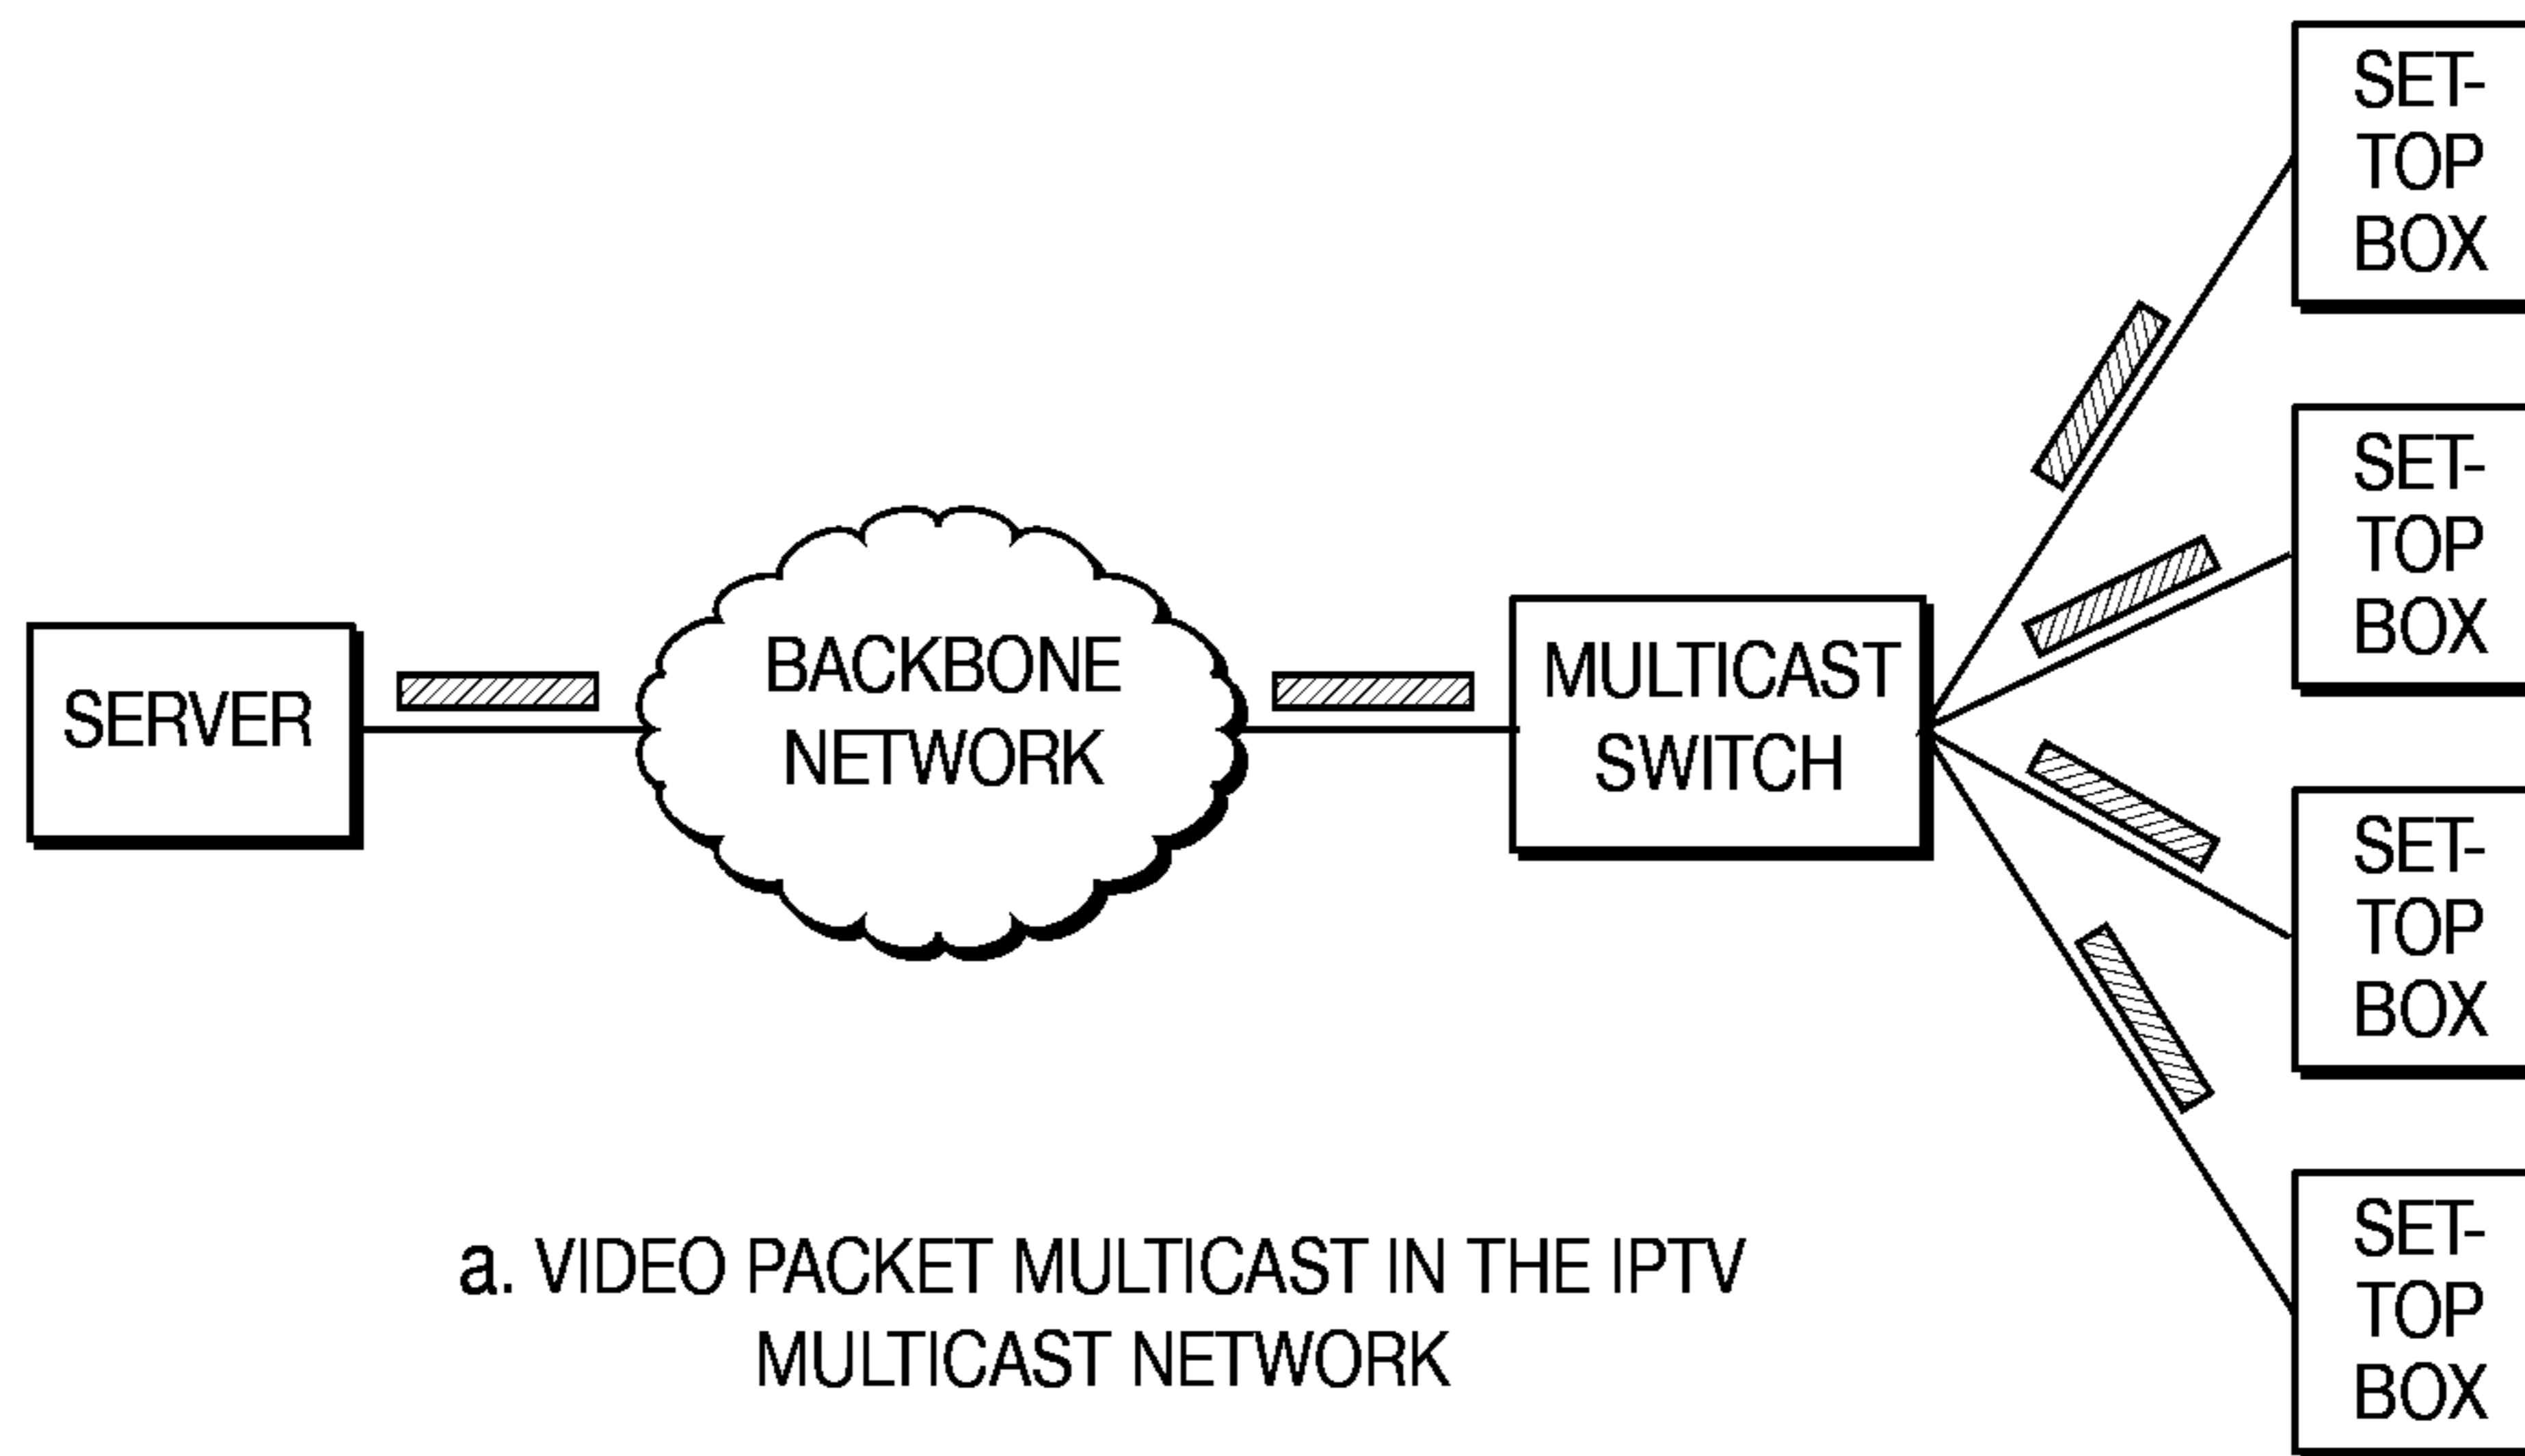 SERVER
BACKBONE
NETWORK
MULTICAST
SWITCH
SET-
TOP
BOX
SET-
TOP
BOX
SET-
TOP
BOX
SET-
TOP
BOX
a. VIDEO PACKET MULTICAST IN THE IPTV
MULTICAST NETWORK